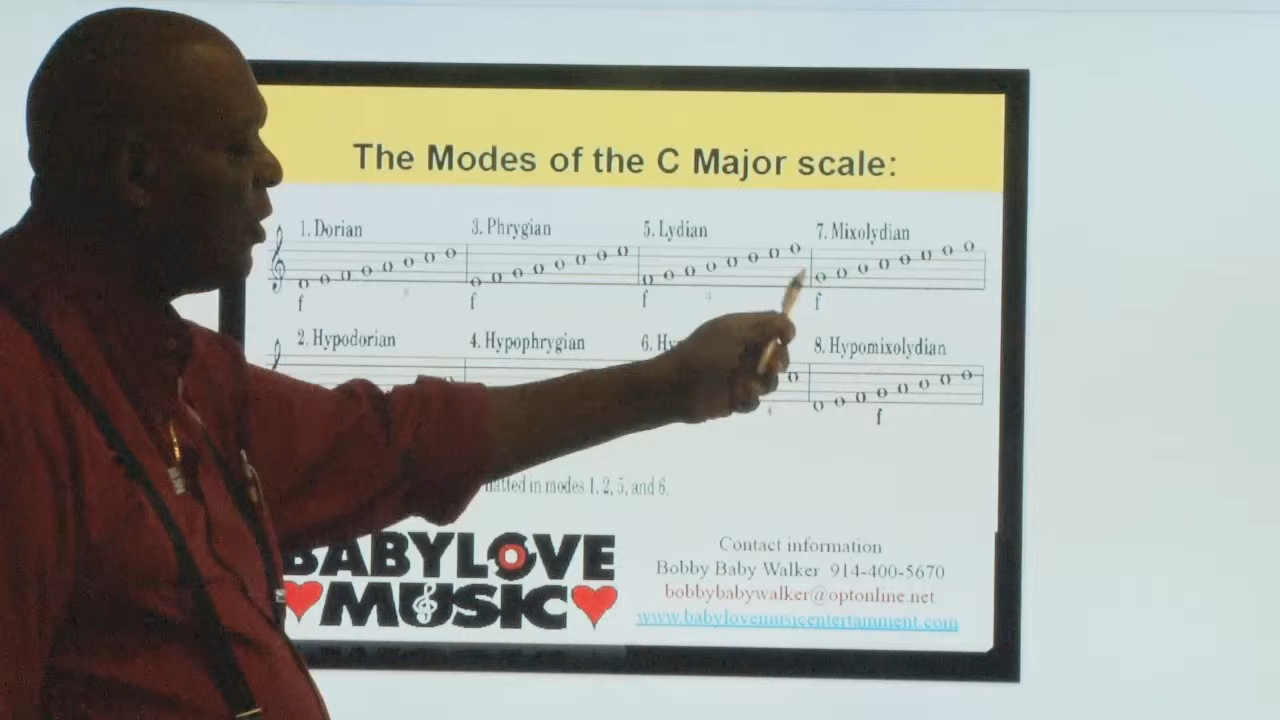 The Modes of the C Major scale:
1. Dorian 3. Phrygian 5. Lydian 7. Mixolydian
f f f f
2. Hypodorian 4. Hypophrygian 6. Hy 8. Hypomixolydian
f
in modes 1, 2, 5, and 6.
BABYLOVE
MUSIC
Contact information
Bobby Baby Walker 914-400-5670
bobbybabywalker@optonline.net
www.babylovemusicentertainment.com